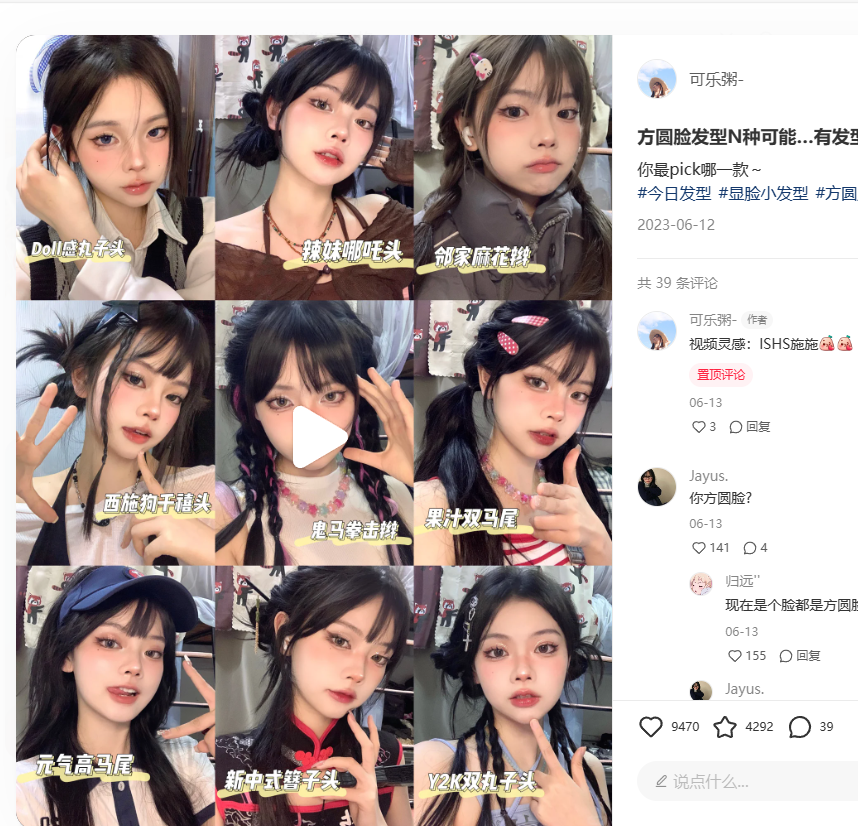 Doll感丸子头
辣妹哪吒头
邻家麻花辫
西施狗千禧头
鬼马拳击辫
果汁双马尾
元气高马尾
新中式簪子头
Y2K双丸子头
可乐粥-
方圆脸发型N种可能...有发型
你最pick哪一款～
#今日发型 #显脸小发型 #方圆
2023-06-12
共 39 条评论
可乐粥- 作者
视频灵感：ISHS施施
置顶评论
06-13
3 回复
Jayus.
你方圆脸?
06-13
141 4
归远''
现在是个脸都是方圆脸
06-13
155 回复
Jayus.
9470 4292 39
说点什么...